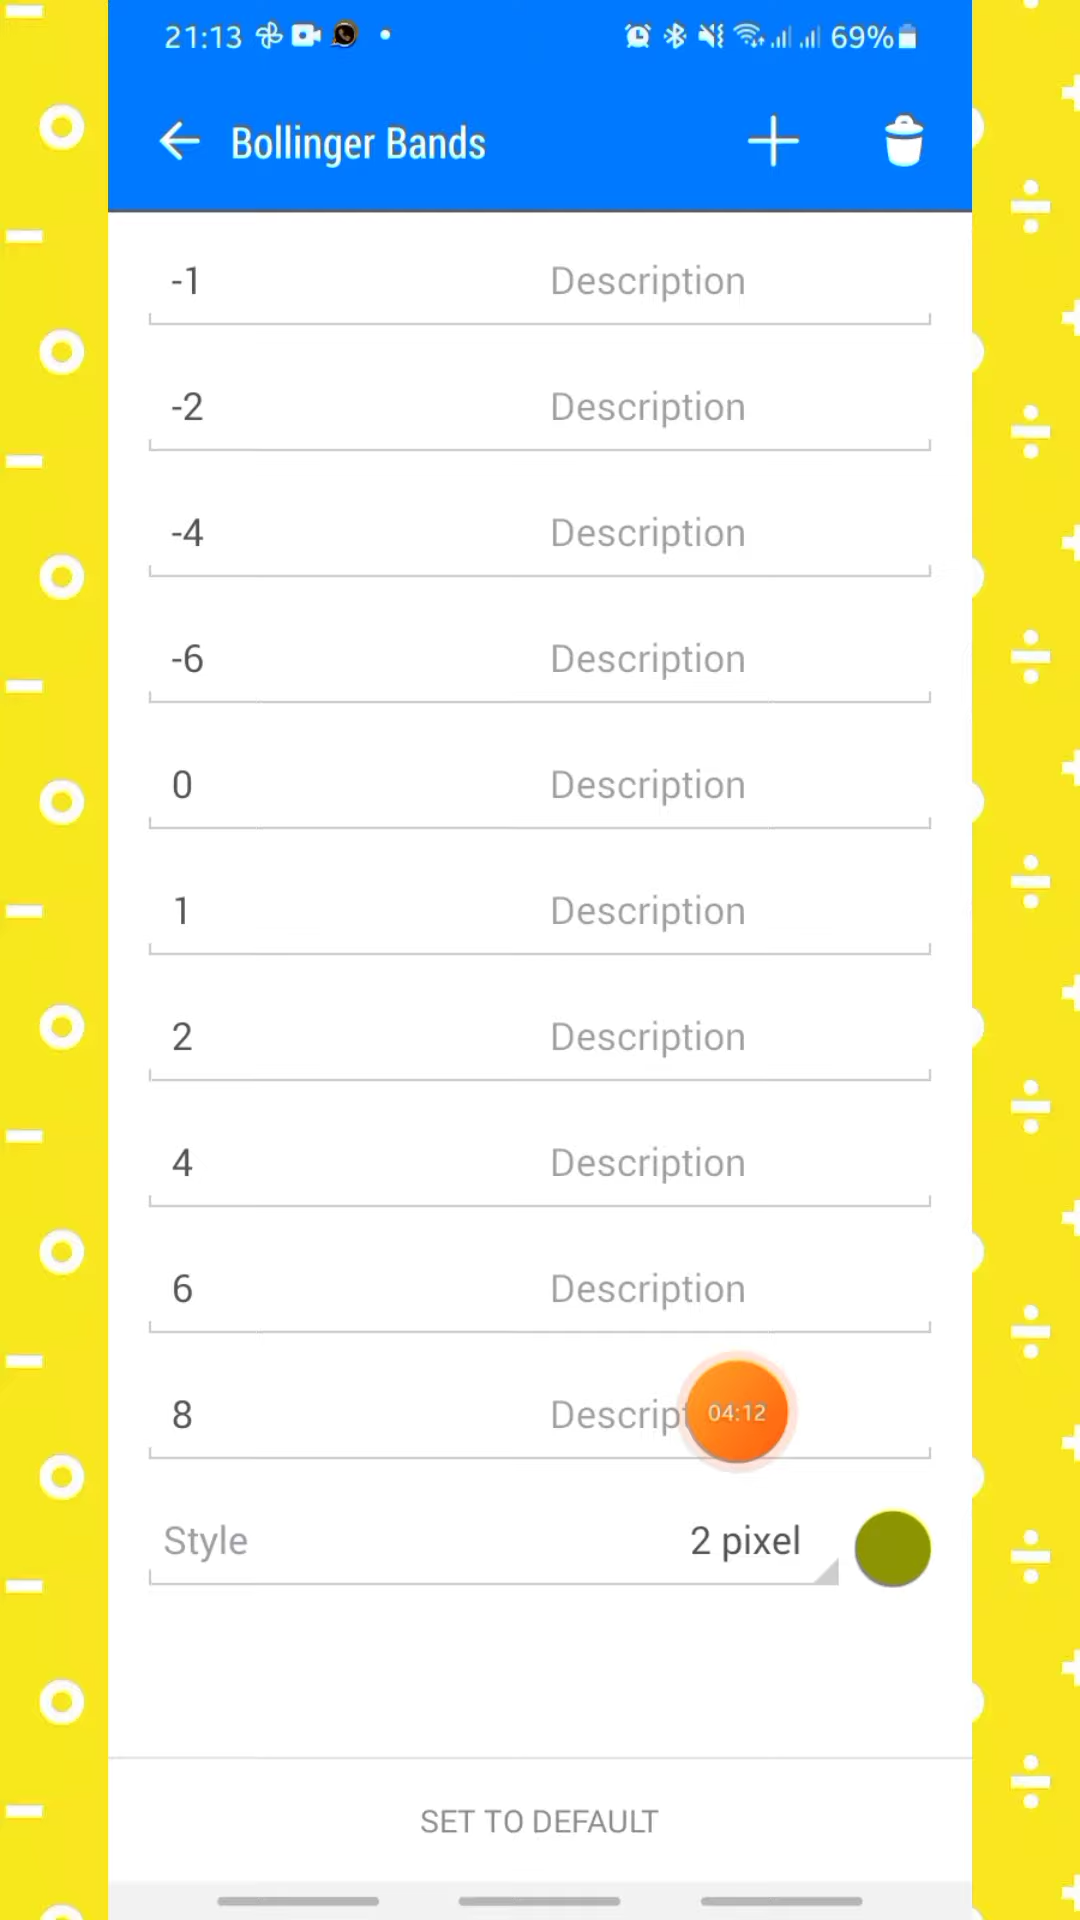 21:13 69%
Bollinger Bands
-1 Description
-2 Description
-4 Description
-6 Description
0 Description
1 Description
2 Description
4 Description
6 Description
8 Descript 04:12
Style 2 pixel
SET TO DEFAULT